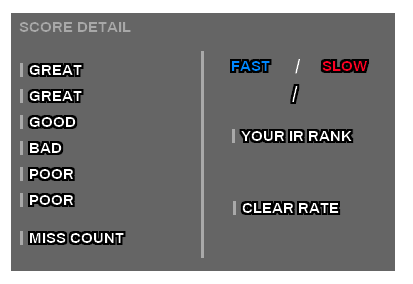 SCORE DETAIL
GREAT
GREAT
GOOD
BAD
POOR
POOR
MISS COUNT
FAST / SLOW
/
YOUR IR RANK
CLEAR RATE